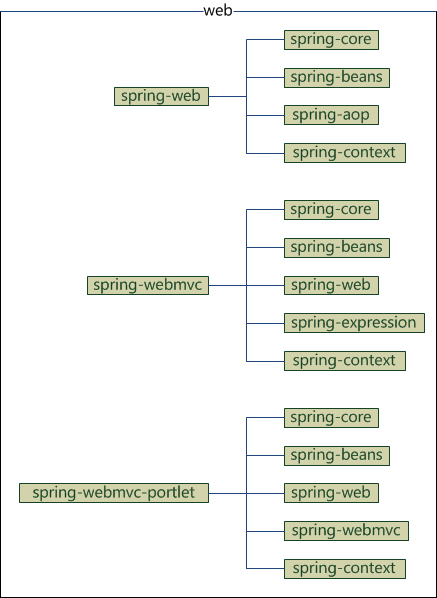 web
spring-web
spring-core
spring-beans
spring-aop
spring-context
spring-webmvc
spring-core
spring-beans
spring-web
spring-expression
spring-context
spring-webmvc-portlet
spring-core
spring-beans
spring-web
spring-webmvc
spring-context